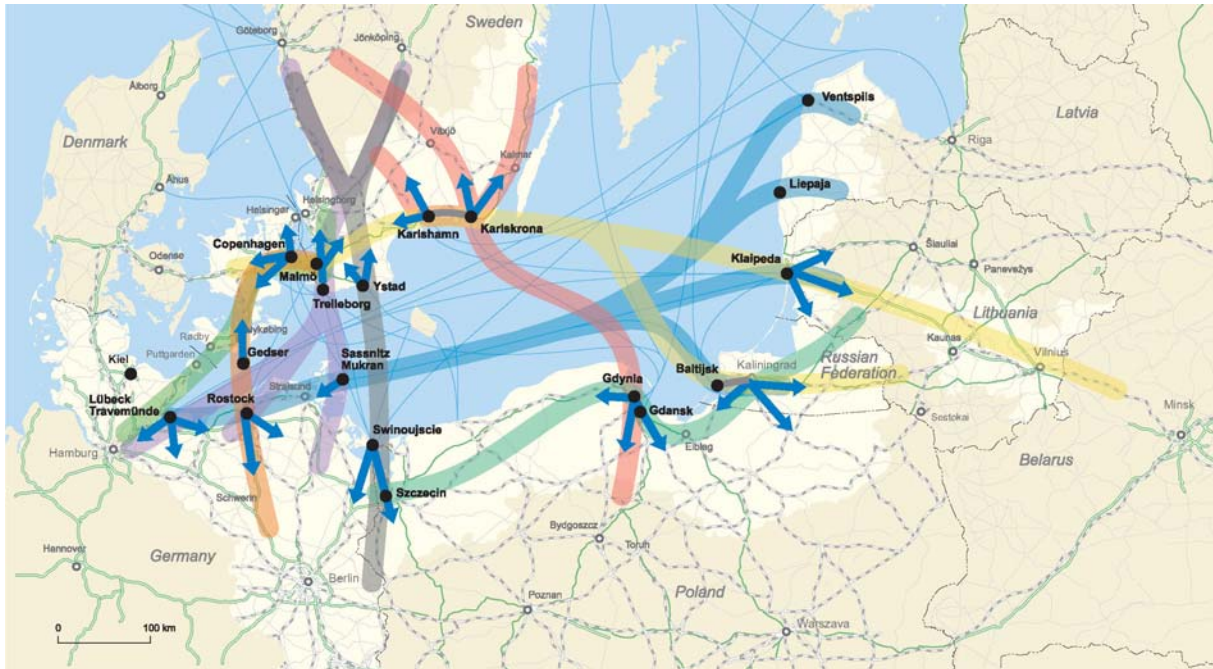 Sweden
Göteborg
Jönköping
Ålborg
Denmark
Århus
Växjö
Kalmar
Helsingør
Helsingborg
Copenhagen
Odense
Malmö
Trelleborg
Ystad
Karlshamn
Karlskrona
Ventspils
Latvia
Riga
Liepaja
Klaipeda
Šiauliai
Panevežys
Lithuania
Kaunas
Vilnius
Nykøbing
Rødby
Puttgarden
Gedser
Kiel
Lübeck
Travemünde
Rostock
Stralsund
Sassnitz
Mukran
Swinoujscie
Szczecin
Gdynia
Gdansk
Baltijsk
Kaliningrad
Russian
Federation
Elblag
Sestokai
Minsk
Belarus
Hamburg
Schwerin
Hannover
Germany
Berlin
Bydgoszcz
Torun
Poznan
Poland
Warszawa
0 100 km